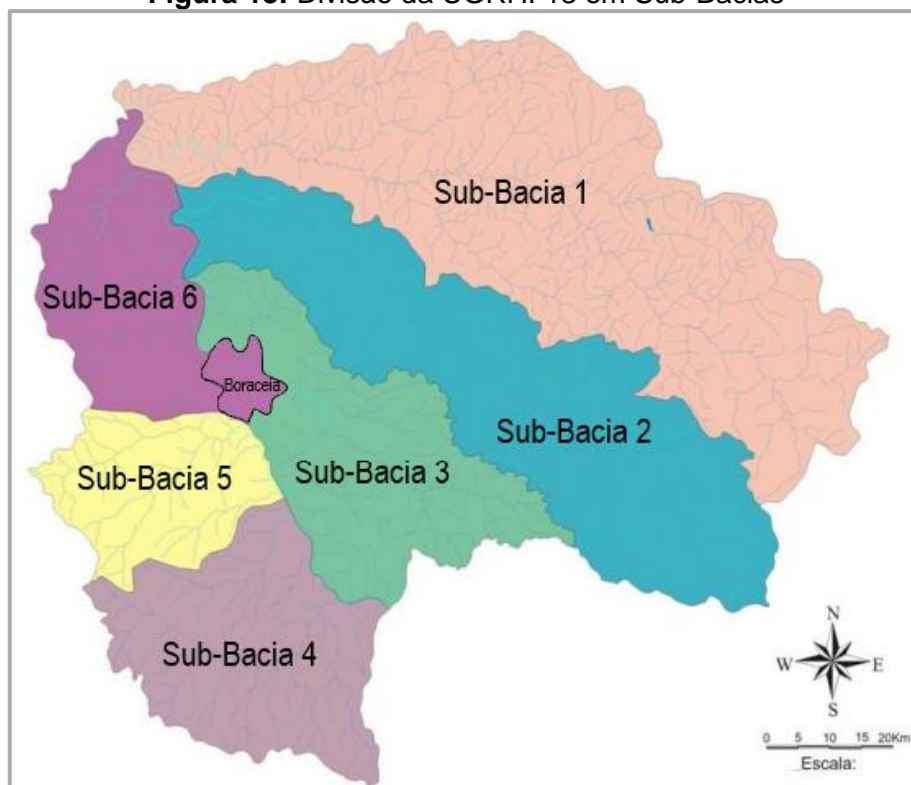 Figura 13: Divisão da UGRHI-13 em Sub-Bacias
Sub-Bacia 1
Sub-Bacia 6
Boracéia
Sub-Bacia 2
Sub-Bacia 3
Sub-Bacia 5
Sub-Bacia 4
N
W E
S
0 5 10 15 20Km
Escala: